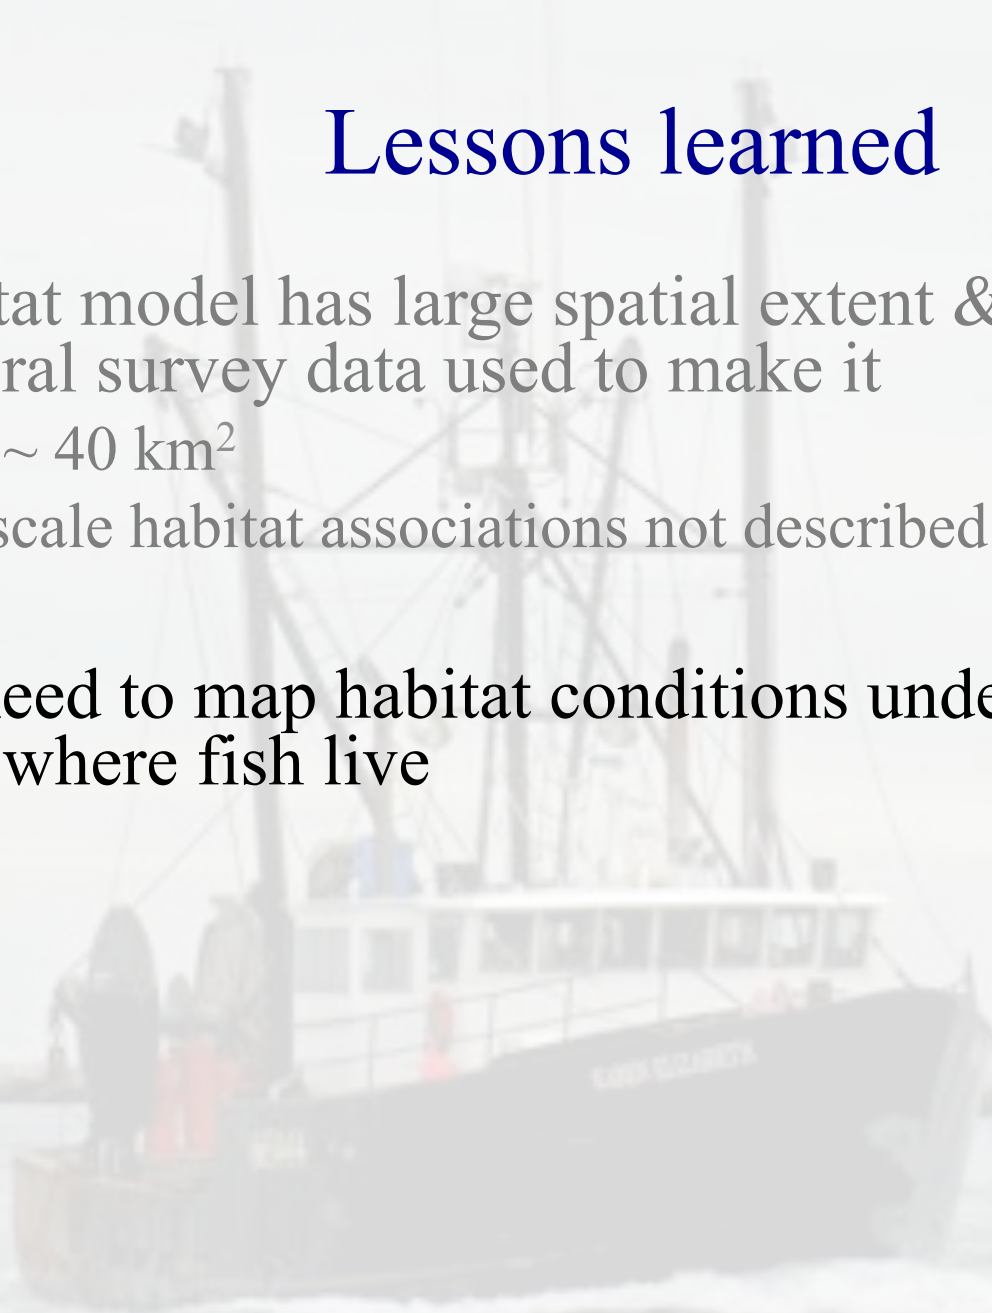 Lessons learned
tat model has large spatial extent &
ral survey data used to make it
~ 40 km²
scale habitat associations not described
eed to map habitat conditions unde
where fish live